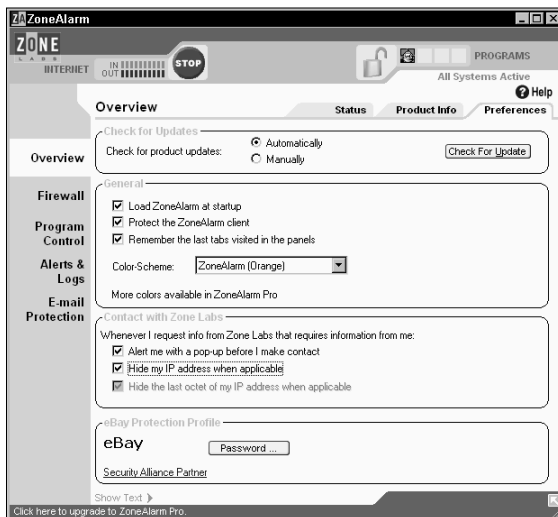 ZA ZoneAlarm
ZONE
LABS
INTERNET
IN
OUT
STOP
PROGRAMS
All Systems Active
Help
Overview
Status
Product Info
Preferences
Overview
Firewall
Program
Control
Alerts &
Logs
E-mail
Protection
Check for Updates
Check for product updates:
Automatically
Manually
Check For Update
General
Load ZoneAlarm at startup
Protect the ZoneAlarm client
Remember the last tabs visited in the panels
Color-Scheme:
ZoneAlarm (Orange)
More colors available in ZoneAlarm Pro
Contact with Zone Labs
Whenever I request info from Zone Labs that requires information from me:
Alert me with a pop-up before I make contact
Hide my IP address when applicable
Hide the last octet of my IP address when applicable
eBay Protection Profile
eBay
Password ...
Security Alliance Partner
Show Text
Click here to upgrade to ZoneAlarm Pro.